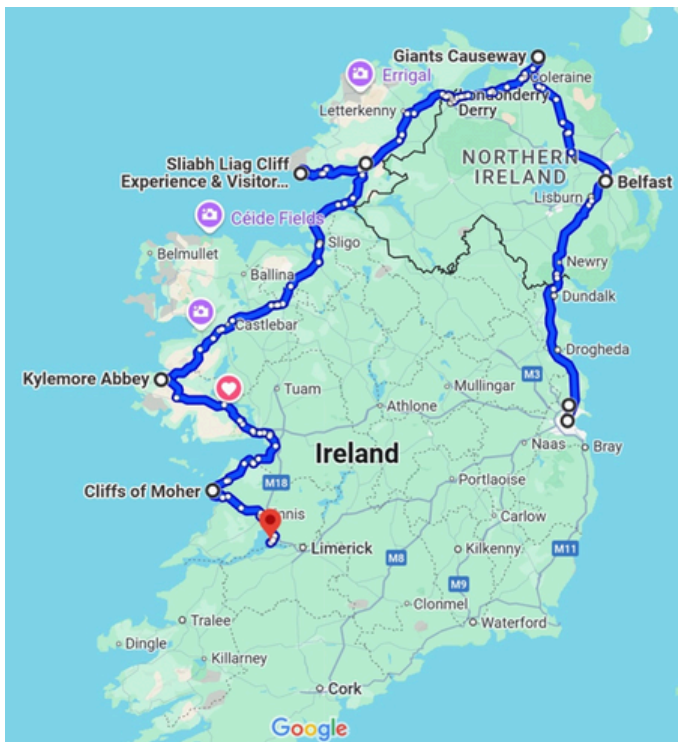 Giants Causeway
Coleraine
Errigal
Letterkenny
Londonderry
Derry
Sliabh Liag Cliff
Experience & Visitor...
NORTHERN
IRELAND
Belfast
Lisburn
Céide Fields
Belmullet
Sligo
Ballina
Newry
Dundalk
Castlebar
Drogheda
Kylemore Abbey
M3
Tuam
Mullingar
Athlone
Ireland
Naas
Bray
M18
Cliffs of Moher
Portlaoise
nnis
Carlow
Limerick
M8
Kilkenny
M11
M9
Clonmel
Tralee
Waterford
Dingle
Killarney
Cork
Google